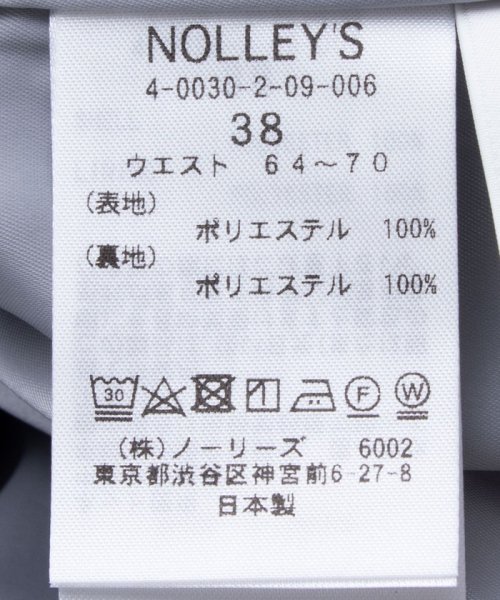 NOLLEY'S
4-0030-2-09-006
38
ウエスト 64～70
(表地)
ポリエステル 100%
(裏地)
ポリエステル 100%
30 1 F W
(株)ノーリーズ 6002
東京都渋谷区神宮前6-27-8
日本製